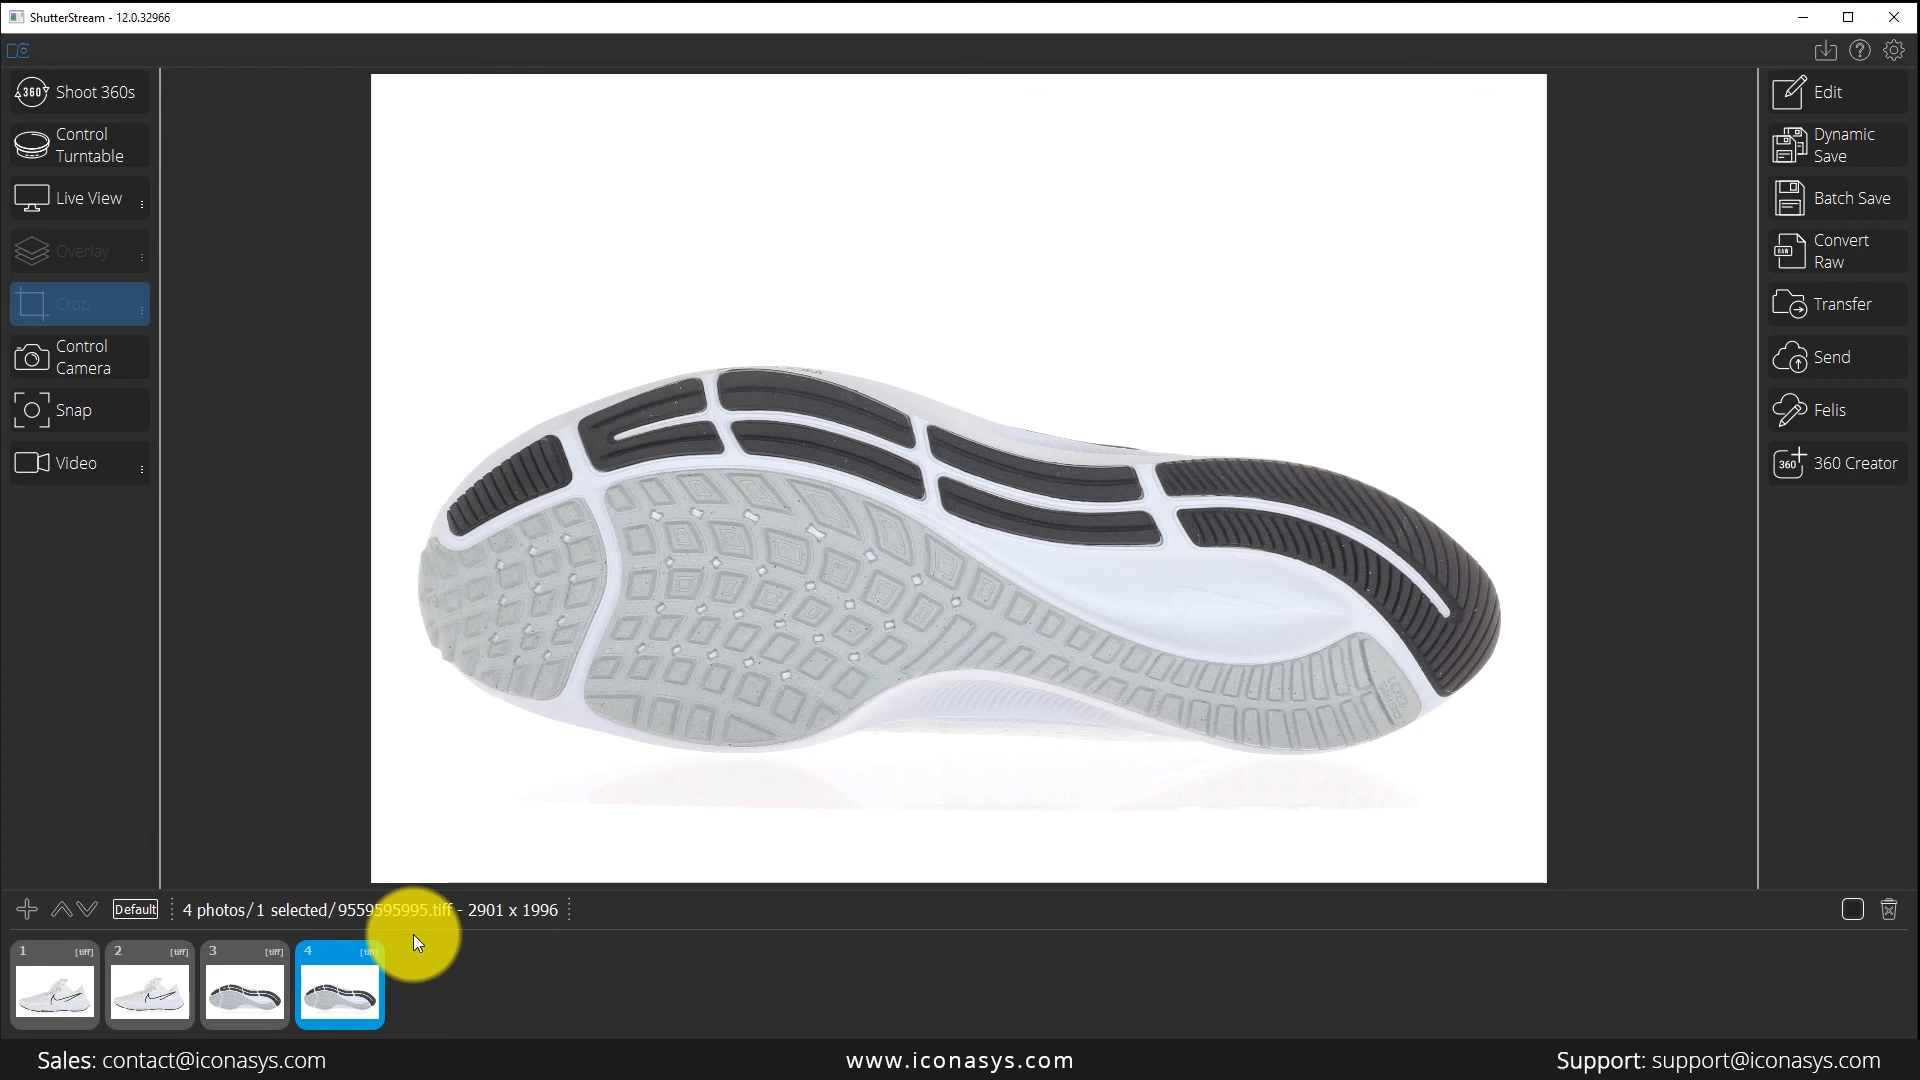 ShutterStream - 12.0.32966
Shoot 360s
Control
Turntable
Live View
Overlay
Crop
Control
Camera
Snap
Video
Edit
Dynamic
Save
Batch Save
RAW
Convert
Raw
Transfer
Send
Felis
360 Creator
Default
4 photos/1 selected/9559595995.tiff - 2901 x 1996
1 [tiff]
2 [tiff]
3 [tiff]
4 [tiff]
Sales: contact@iconasys.com
www.iconasys.com
Support: support@iconasys.com